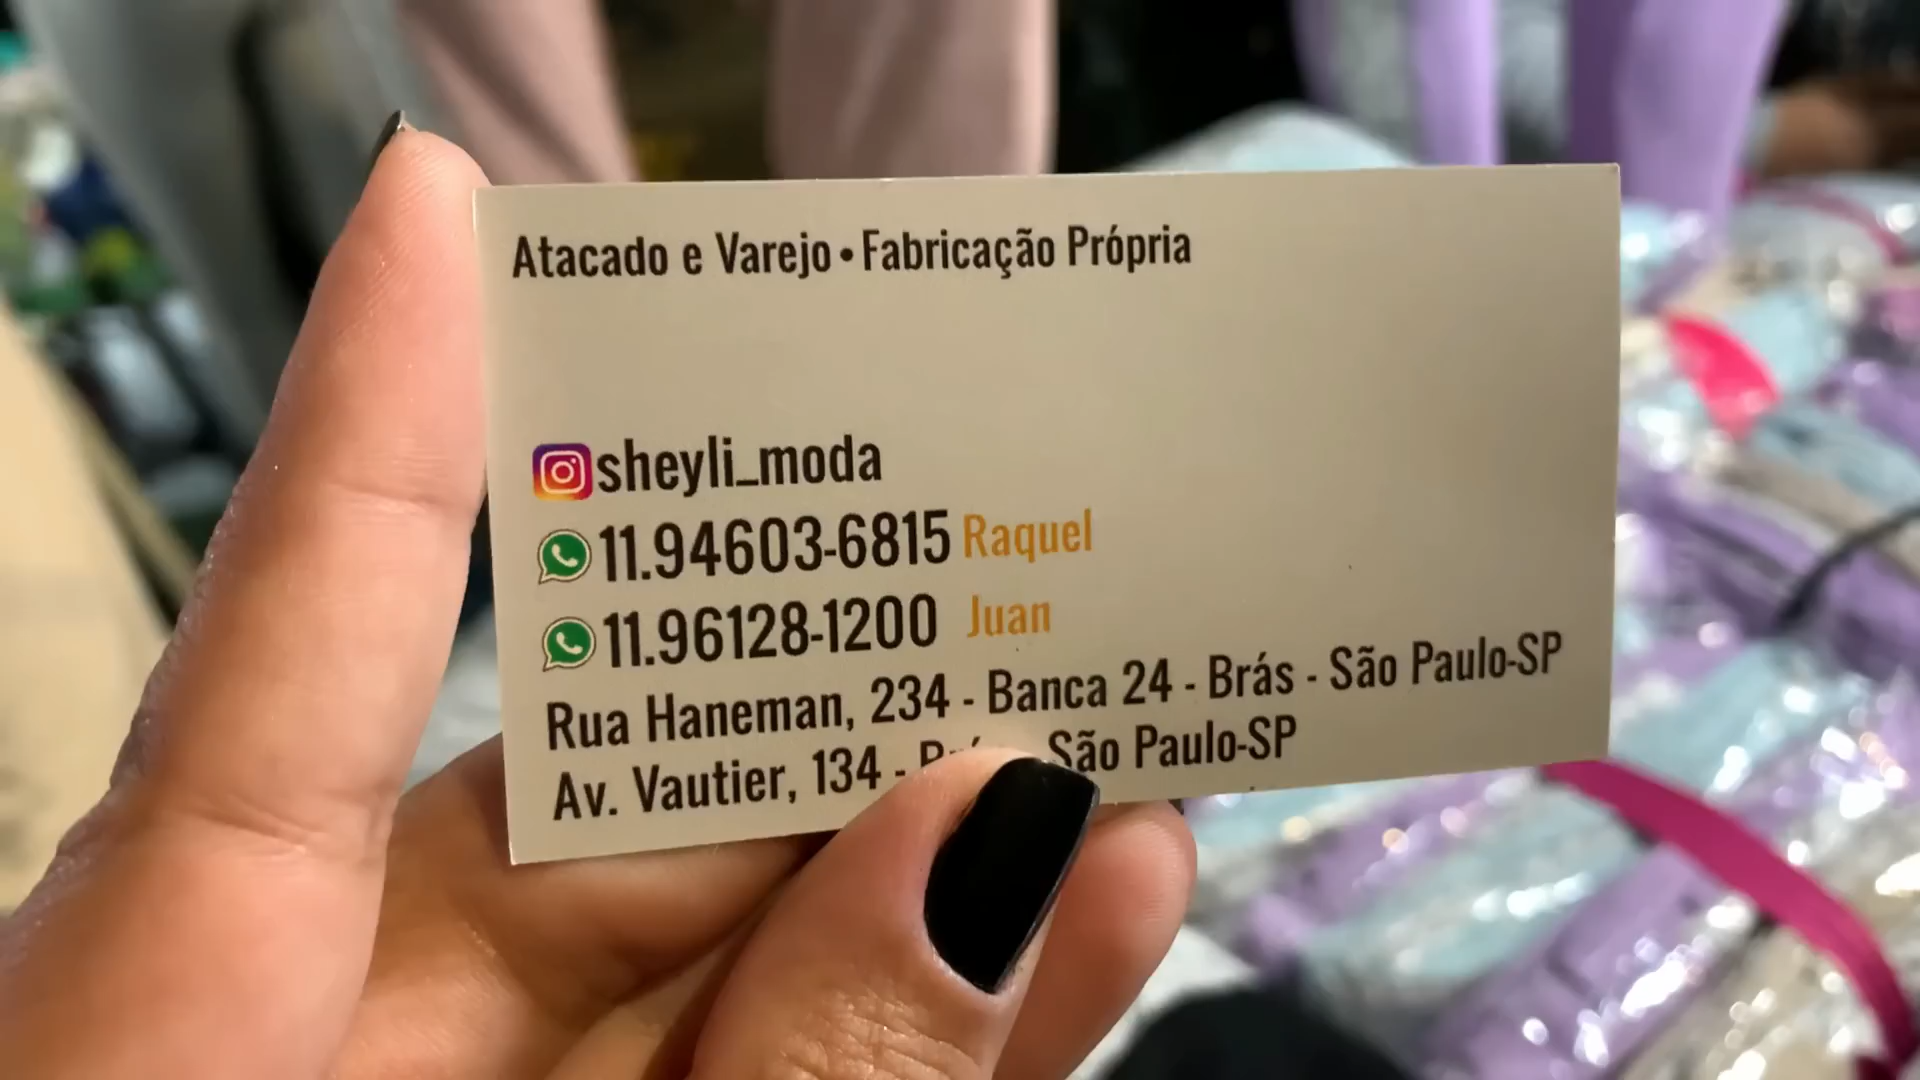 Atacado e Varejo • Fabricação Própria
sheyli_moda
11.94603-6815 Raquel
11.96128-1200 Juan
Rua Haneman, 234 - Banca 24 - Brás - São Paulo-SP
Av. Vautier, 134 - São Paulo-SP